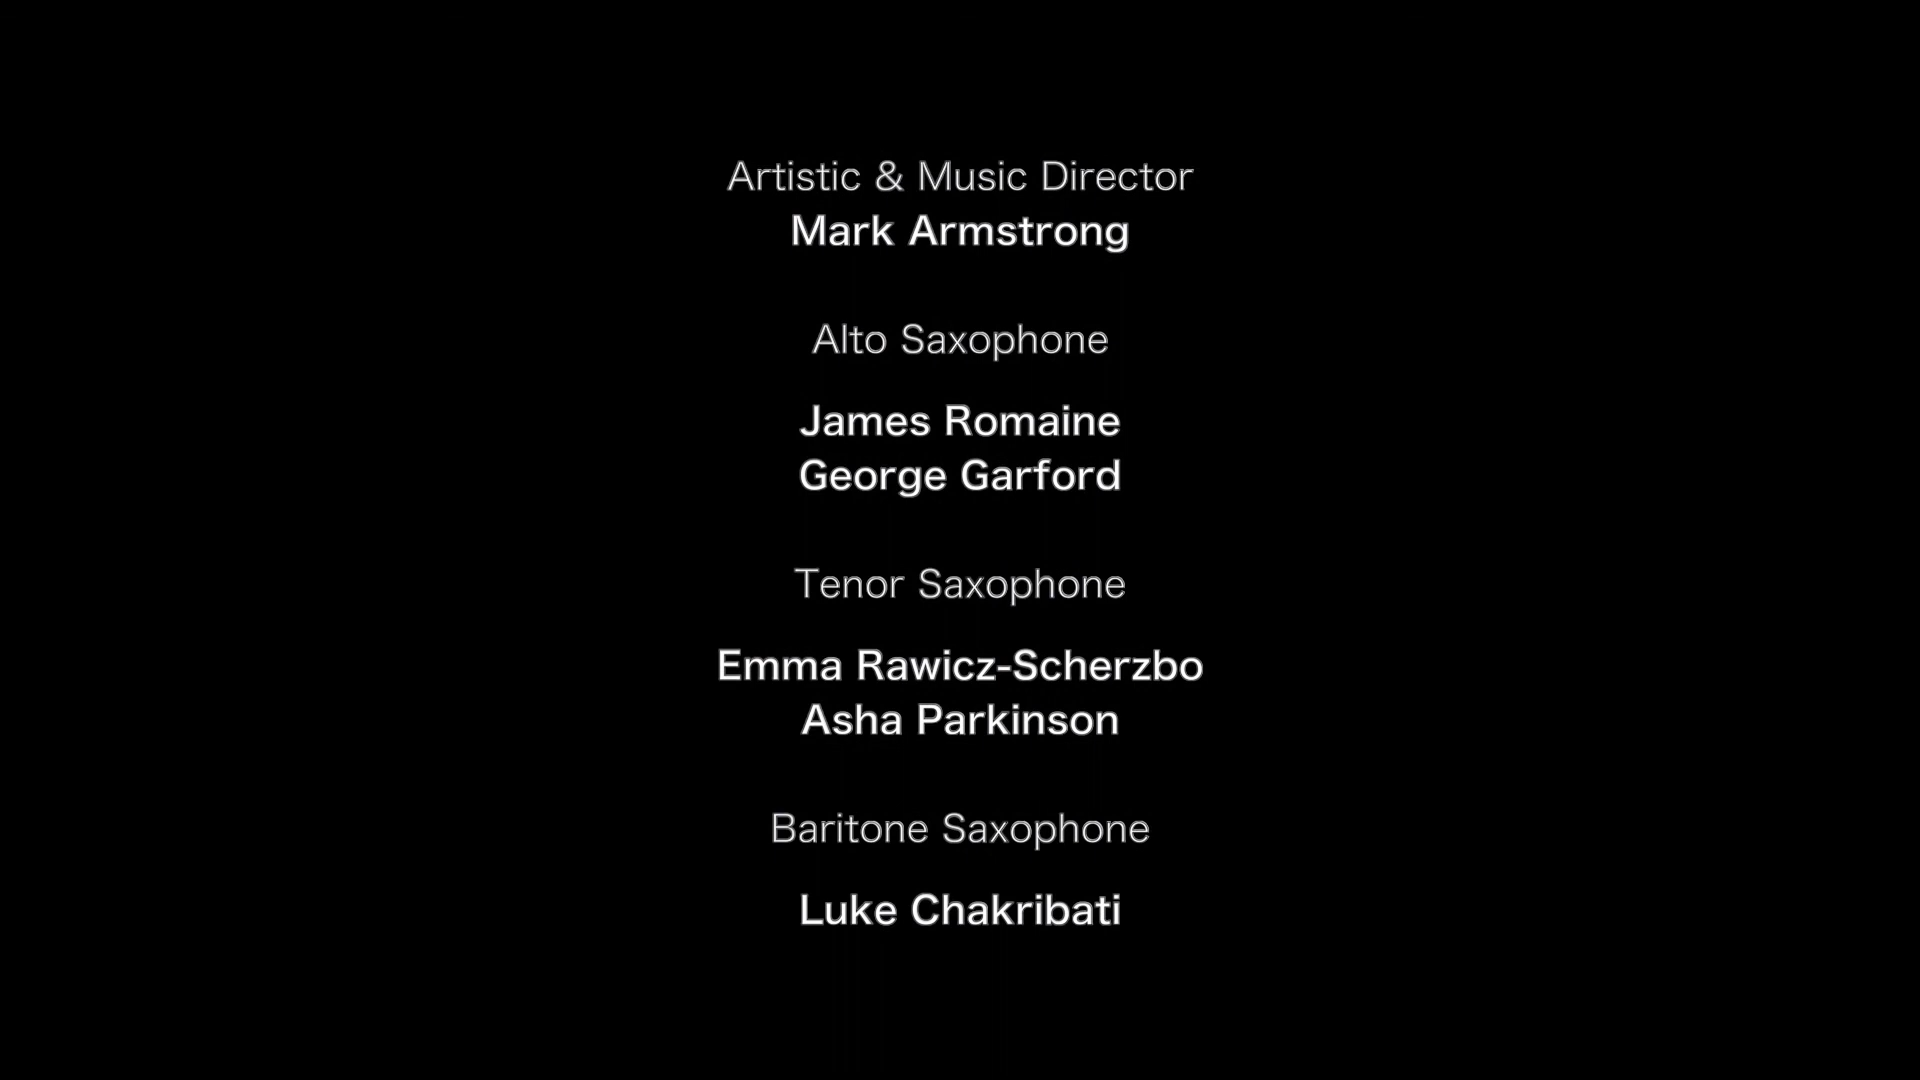 Artistic & Music Director
Mark Armstrong
Alto Saxophone
James Romaine
George Garford
Tenor Saxophone
Emma Rawicz-Scherzbo
Asha Parkinson
Baritone Saxophone
Luke Chakribati